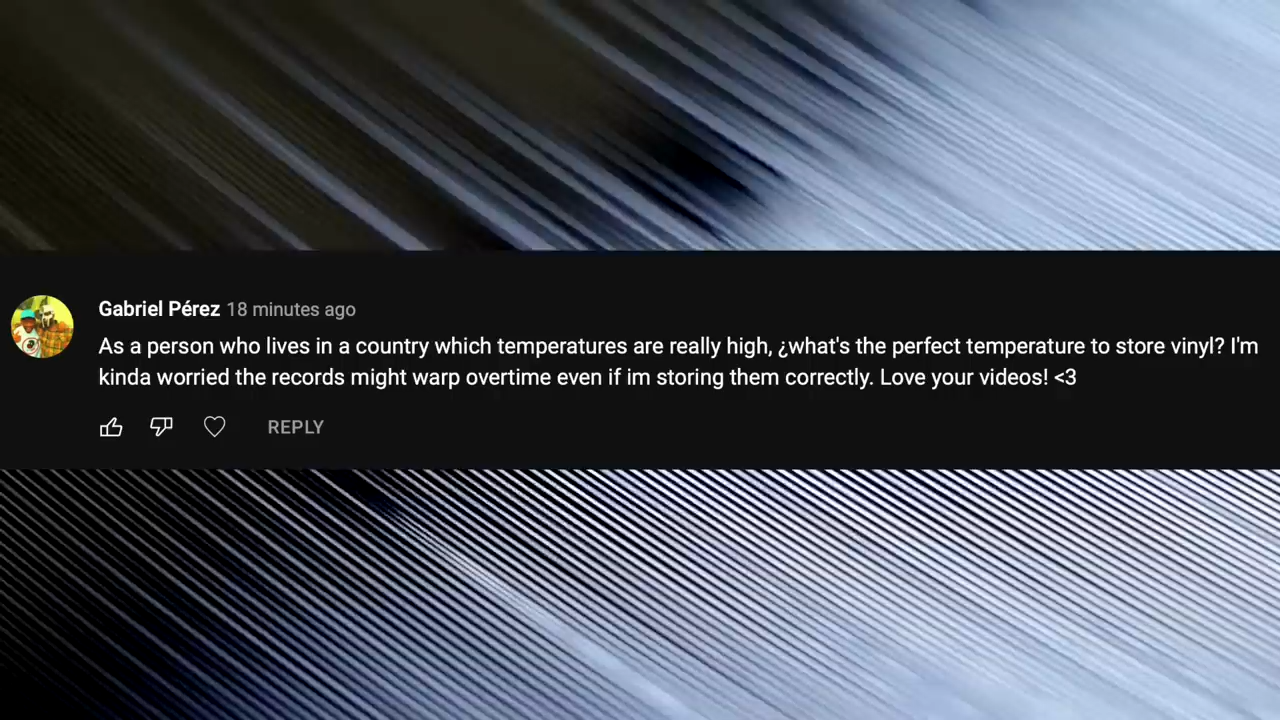 Gabriel Pérez 18 minutes ago
As a person who lives in a country which temperatures are really high, ¿what's the perfect temperature to store vinyl? I'm
kinda worried the records might warp overtime even if im storing them correctly. Love your videos! <3
REPLY